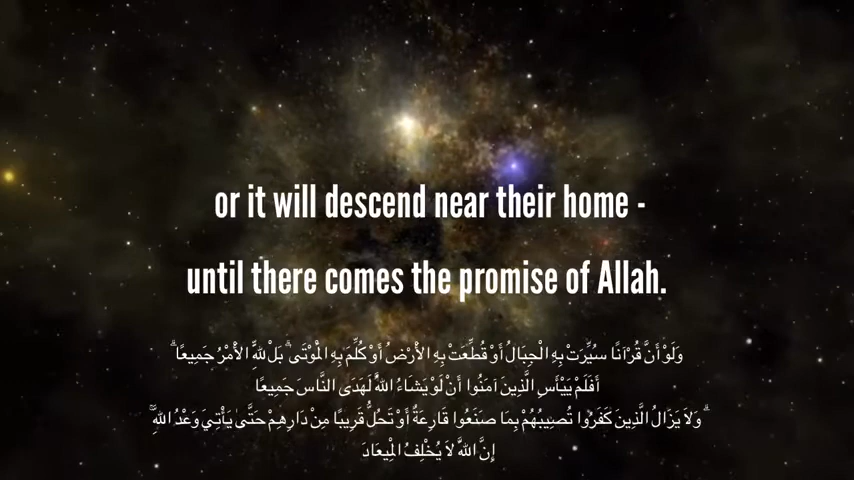 or it will descend near their home -
until there comes the promise of Allah.
وَلَوْ أَنَّ قُرْآنًا سُيِّرَتْ بِهِ الْجِبَالُ أَوْ قُطِّعَتْ بِهِ الْأَرْضُ أَوْ كُلِّمَ بِهِ الْمَوْتَىٰ ۗ بَل لِّلَّهِ الْأَمْرُ جَمِيعًا ۗ
أَفَلَمْ يَيْأَسِ الَّذِينَ آمَنُوا أَنْ لَوْ يَشَاءُ اللَّهُ لَهَدَى النَّاسَ جَمِيعًا
ۗ وَلَا يَزَالُ الَّذِينَ كَفَرُوا تُصِيبُهُمْ بِمَا صَنَعُوا قَارِعَةٌ أَوْ تَحُلُّ قَرِيبًا مِنْ دَارِهِمْ حَتَّىٰ يَأْتِيَ وَعْدُ اللَّهِ ۚ
إِنَّ اللَّهَ لَا يُخْلِفُ الْمِيعَادَ